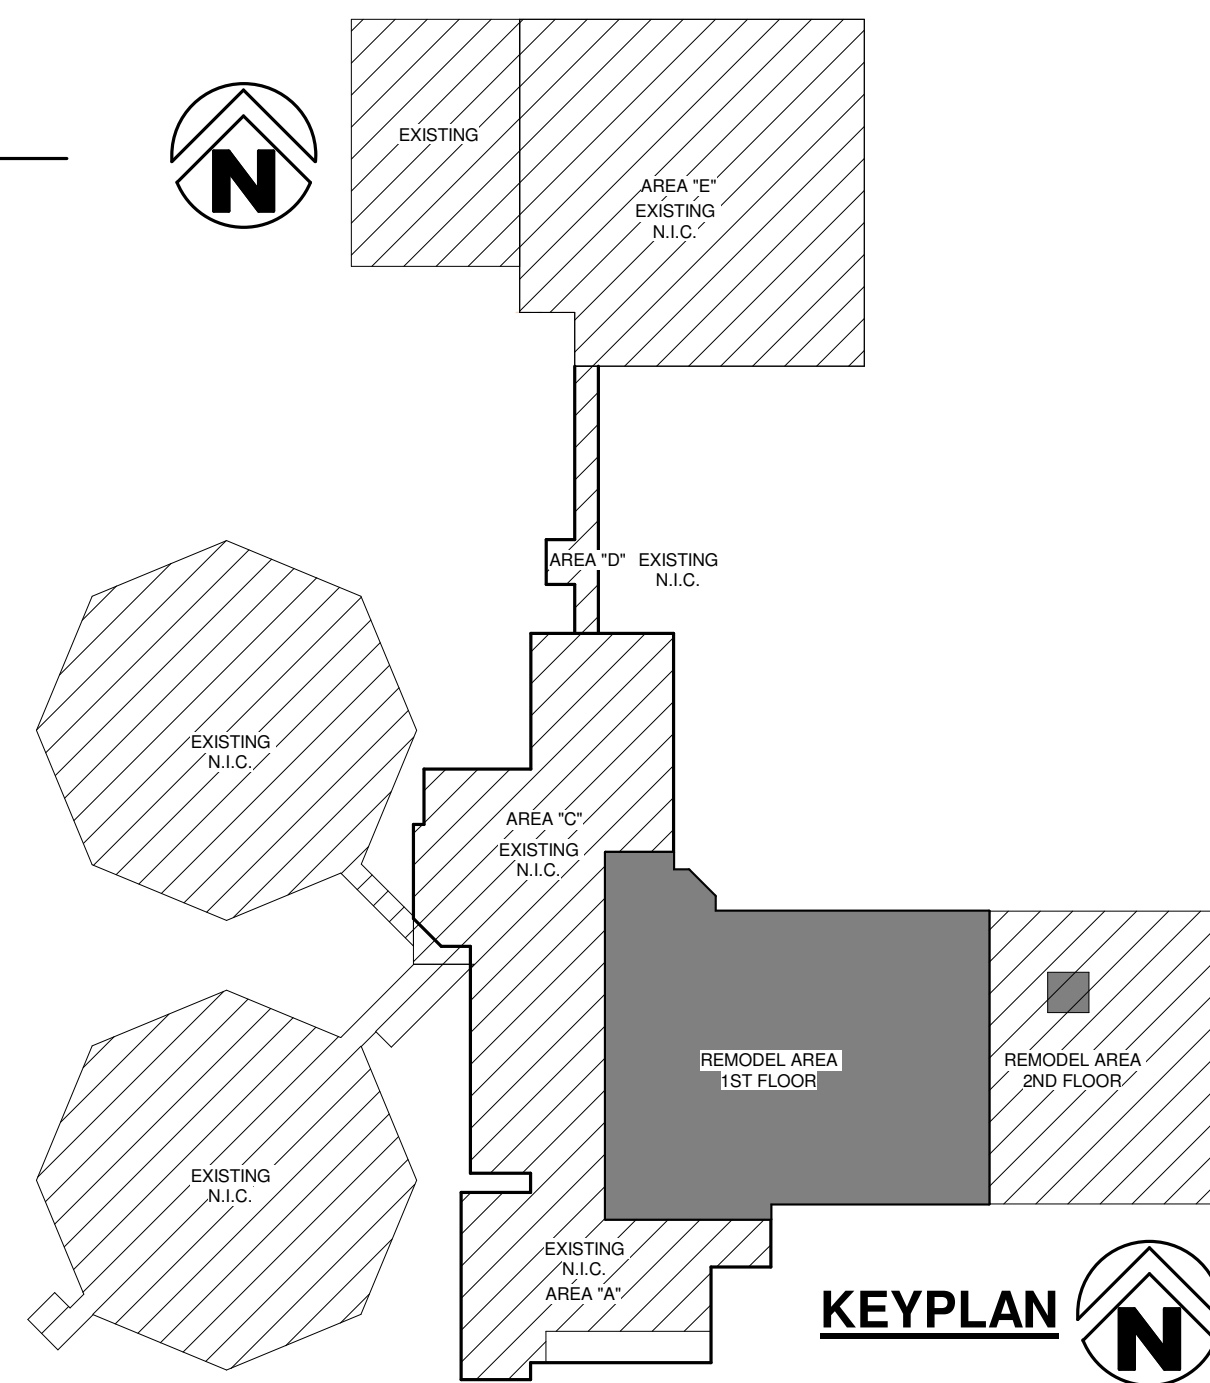 N
EXISTING
AREA "E"
EXISTING
N.I.C.
AREA "D" EXISTING
N.I.C.
EXISTING
N.I.C.
AREA "C"
EXISTING
N.I.C.
REMODEL AREA
1ST FLOOR
REMODEL AREA
2ND FLOOR
EXISTING
N.I.C.
EXISTING
N.I.C.
AREA "A"
KEYPLAN
N